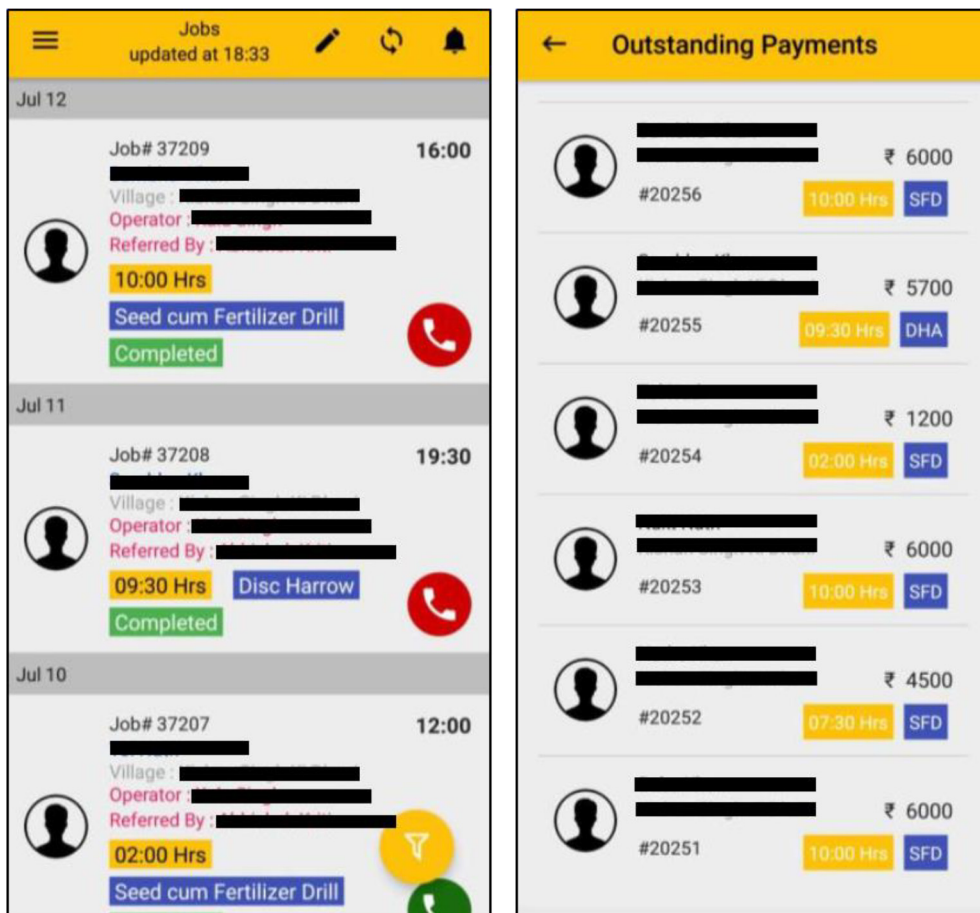 Jobs
updated at 18:33
Jul 12
Job# 37209
16:00
Village :
Operator :
Referred By :
10:00 Hrs
Seed cum Fertilizer Drill
Completed
Jul 11
Job# 37208
19:30
Village :
Operator :
Referred By :
09:30 Hrs
Disc Harrow
Completed
Jul 10
Job# 37207
12:00
Village :
Operator :
Referred By :
02:00 Hrs
Seed cum Fertilizer Drill
Outstanding Payments
₹ 6000
#20256
10:00 Hrs
SFD
₹ 5700
#20255
09:30 Hrs
DHA
₹ 1200
#20254
02:00 Hrs
SFD
₹ 6000
#20253
10:00 Hrs
SFD
₹ 4500
#20252
07:30 Hrs
SFD
₹ 6000
#20251
10:00 Hrs
SFD